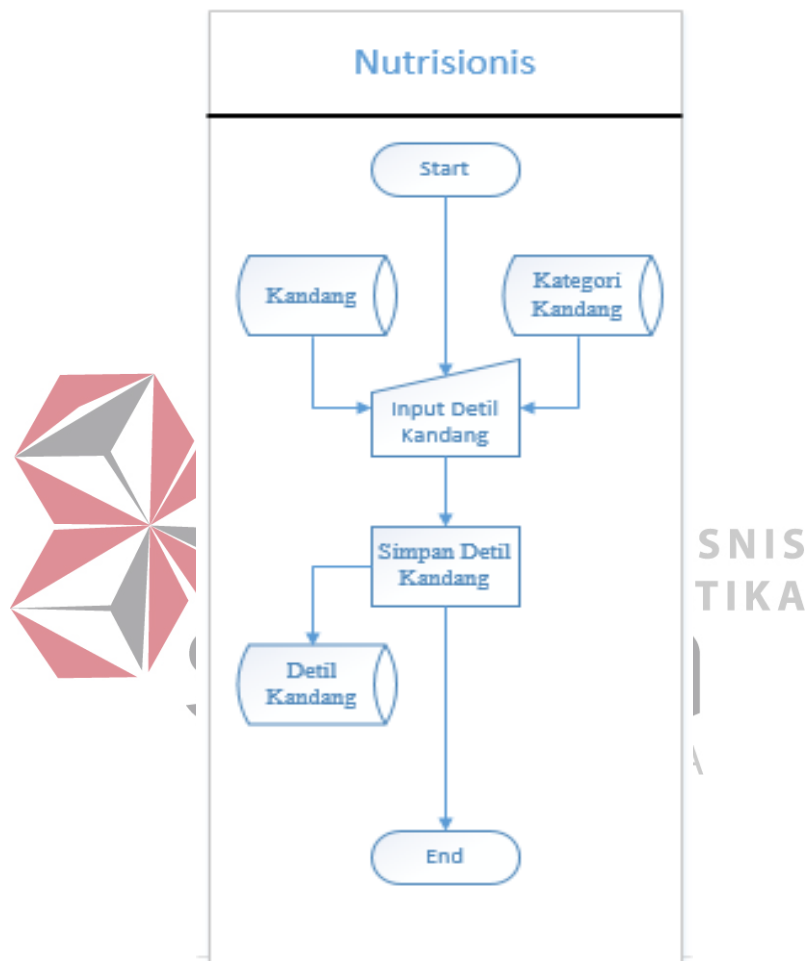 Nutrisionis
Start
Kandang
Kategori
Kandang
Input Detil
Kandang
Simpan Detil
Kandang
SNIS
TIKA
Detil
Kandang
End